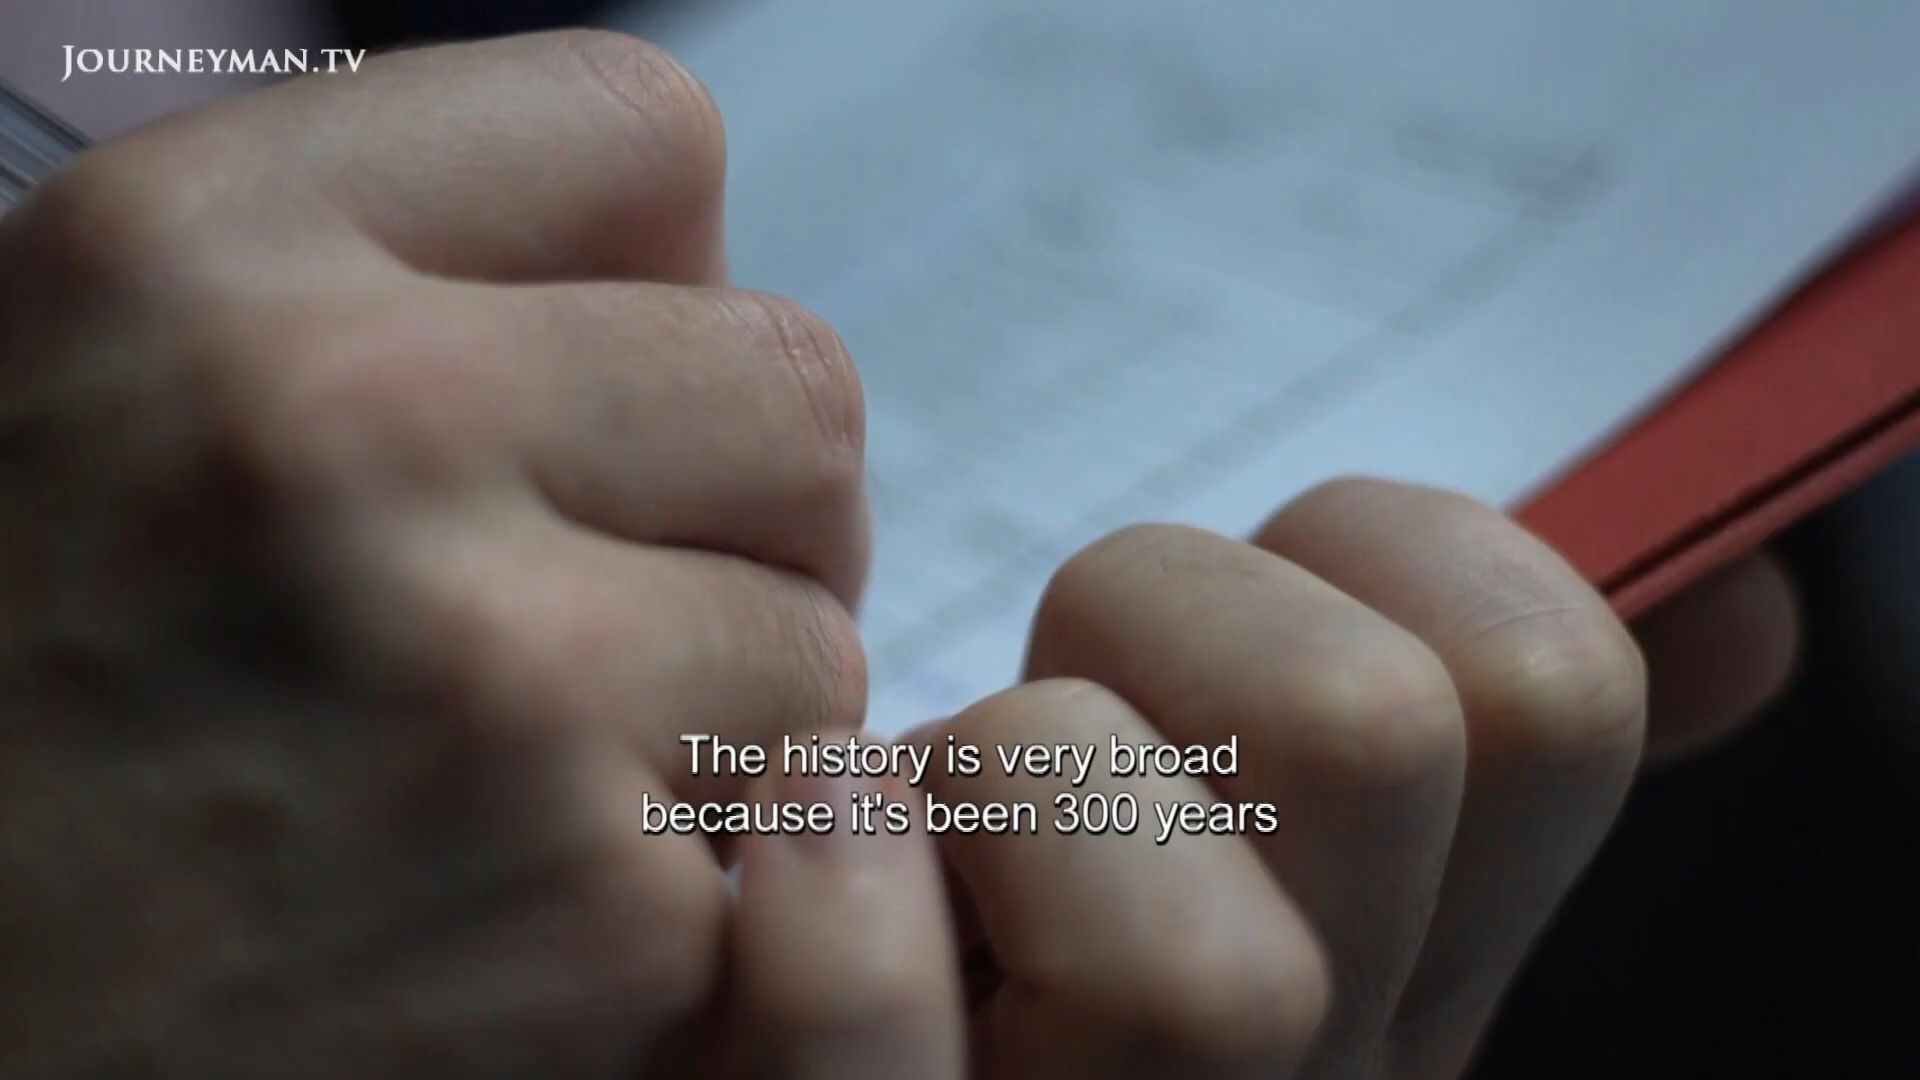 JOURNEYMAN.TV
The history is very broad
because it's been 300 years